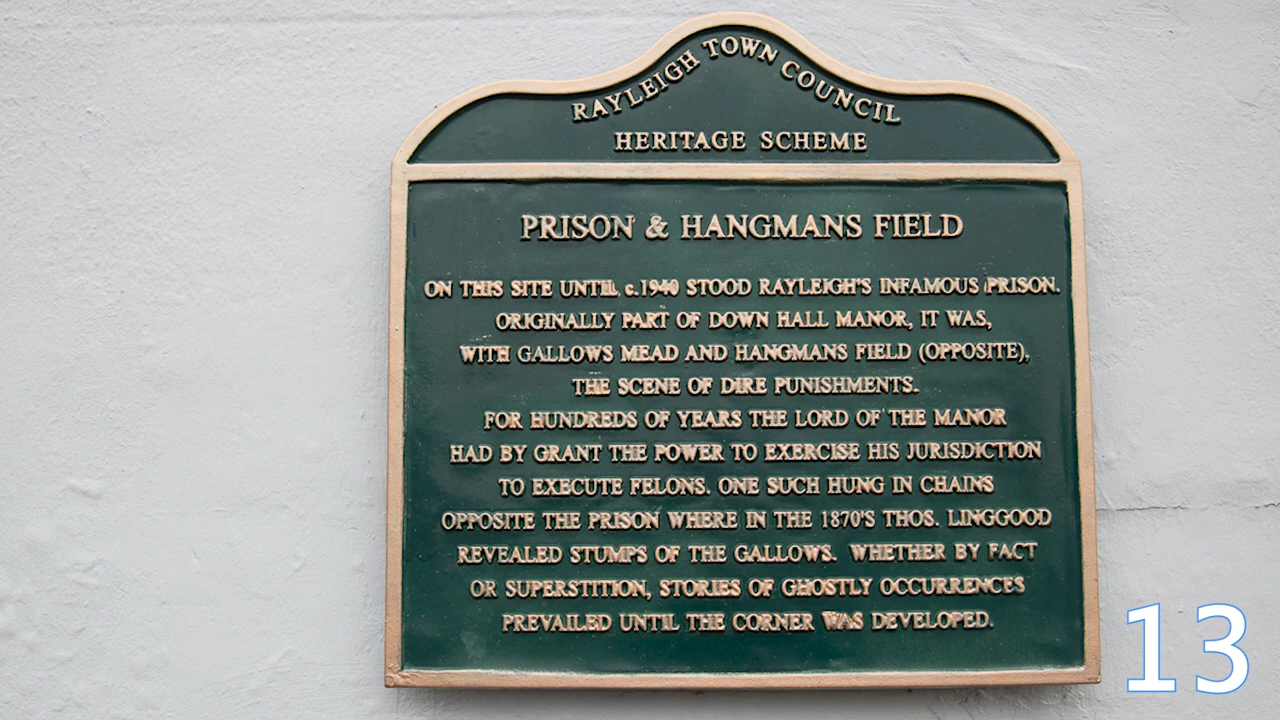 RAYLEIGH TOWN COUNCIL
HERITAGE SCHEME
PRISON & HANGMANS FIELD
ON THIS SITE UNTIL c.1940 STOOD RAYLEIGH'S INFAMOUS PRISON.
ORIGINALLY PART OF DOWN HALL MANOR, IT WAS,
WITH GALLOWS MEAD AND HANGMANS FIELD (OPPOSITE),
THE SCENE OF DIRE PUNISHMENTS.
FOR HUNDREDS OF YEARS THE LORD OF THE MANOR
HAD BY GRANT THE POWER TO EXERCISE HIS JURISDICTION
TO EXECUTE FELONS. ONE SUCH HUNG IN CHAINS
OPPOSITE THE PRISON WHERE IN THE 1870'S THOS. LINGGOOD
REVEALED STUMPS OF THE GALLOWS. WHETHER BY FACT
OR SUPERSTITION, STORIES OF GHOSTLY OCCURRENCES
PREVAILED UNTIL THE CORNER WAS DEVELOPED.
13